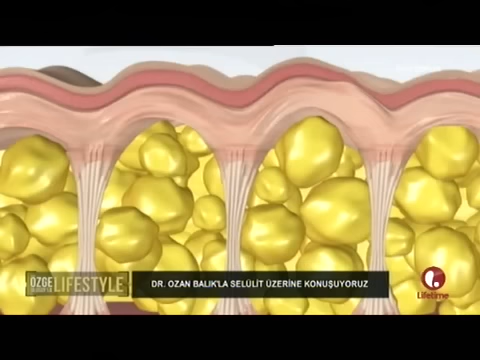 ÖZGE
LIFESTYLE
DR. OZAN BALIK'LA SELÜLİT ÜZERİNE KONUŞUYORUZ
Lifetime